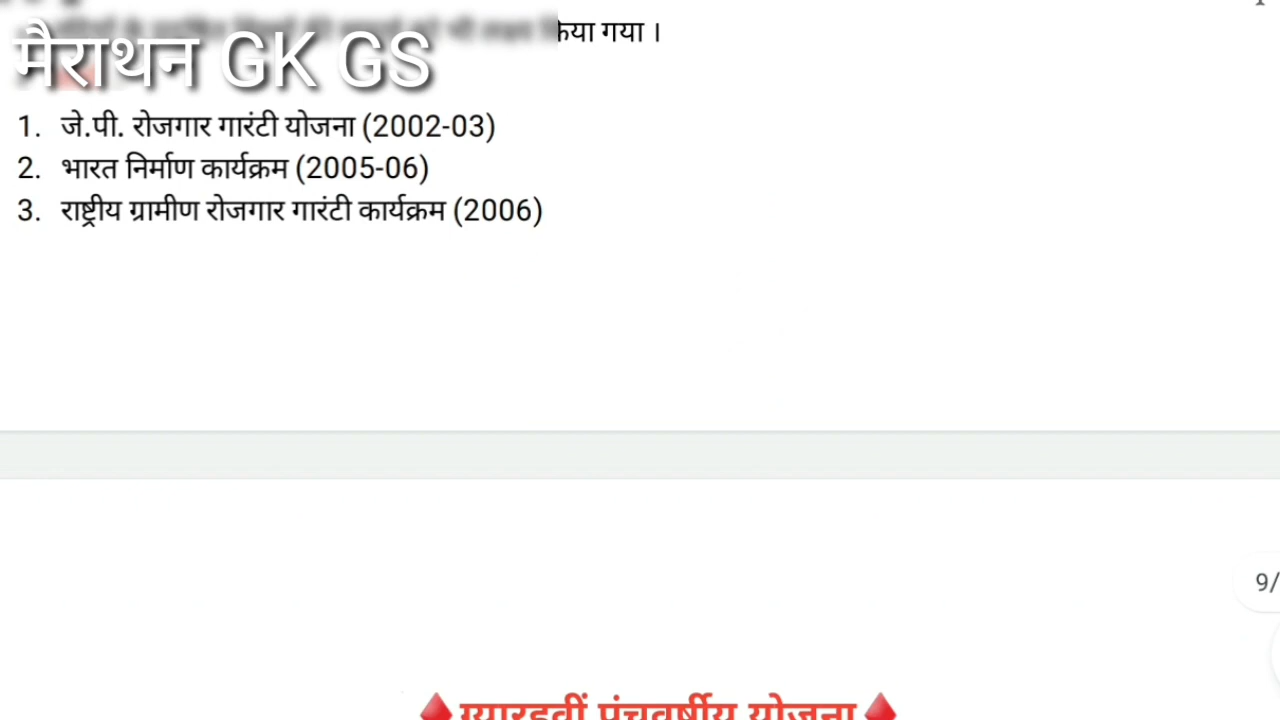 किया गया ।
मैराथन GK GS
1. जे.पी. रोजगार गारंटी योजना (2002-03)
2. भारत निर्माण कार्यक्रम (2005-06)
3. राष्ट्रीय ग्रामीण रोजगार गारंटी कार्यक्रम (2006)
9/
ग्यारहवीं पंचवर्षीय योजना